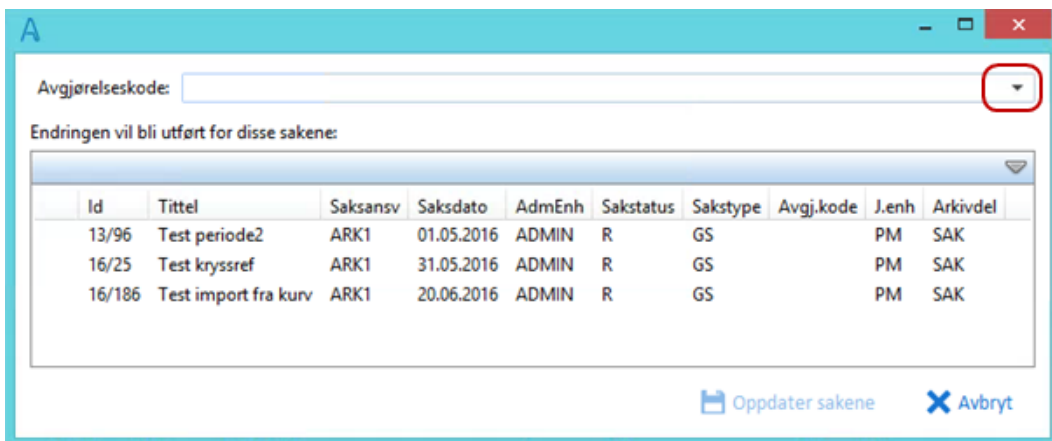 A
Avgjørelseskode:
Endringen vil bli utført for disse sakene:
Id Tittel Saksansv Saksdato AdmEnh Sakstatus Sakstype Avgj.kode J.enh Arkivdel
13/96 Test periode2 ARK1 01.05.2016 ADMIN R GS PM SAK
16/25 Test kryssref ARK1 31.05.2016 ADMIN R GS PM SAK
16/186 Test import fra kurv ARK1 20.06.2016 ADMIN R GS PM SAK
Oppdater sakene Avbryt